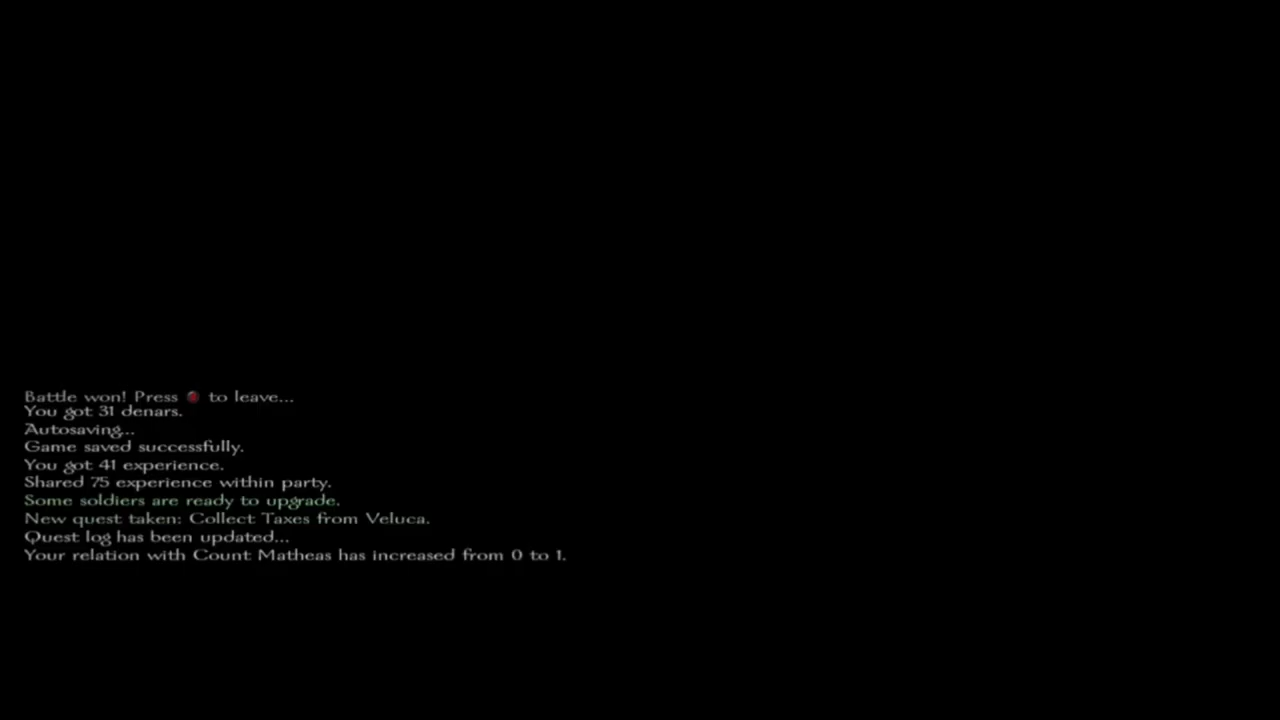 Battle won! Press to leave...
You got 31 denars.
Autosaving...
Game saved successfully.
You got 41 experience.
Shared 75 experience within party.
Some soldiers are ready to upgrade.
New quest taken: Collect Taxes from Veluca.
Quest log has been updated...
Your relation with Count Matheas has increased from 0 to 1.